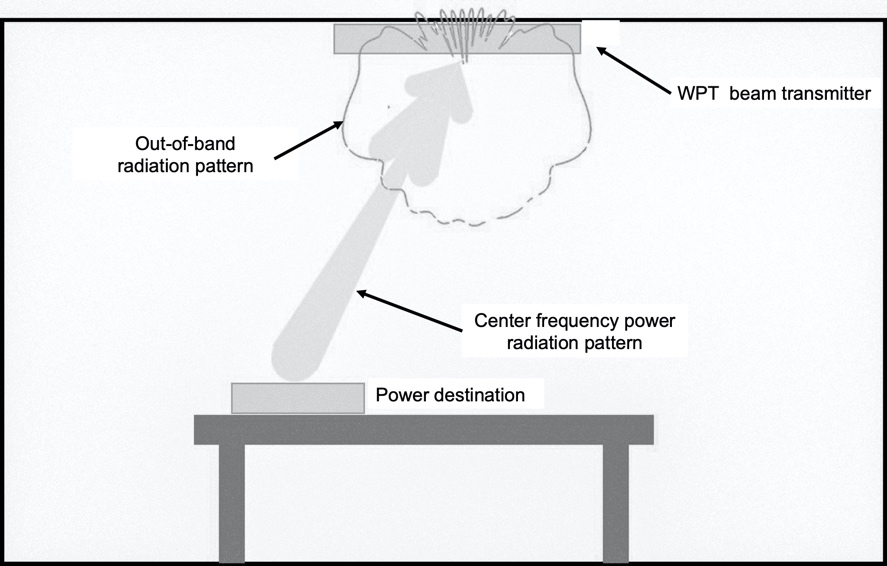 WPT beam transmitter
Out-of-band
radiation pattern
Center frequency power
radiation pattern
Power destination